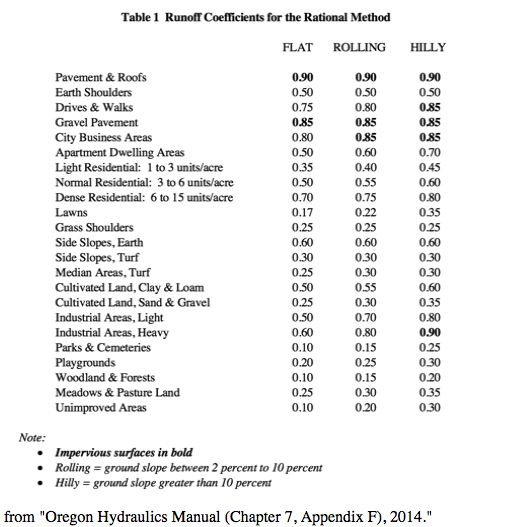 Table 1 Runoff Coefficients for the Rational Method
FLAT ROLLING HILLY
Pavement & Roofs 0.90 0.90 0.90
Earth Shoulders 0.50 0.50 0.50
Drives & Walks 0.75 0.80 0.85
Gravel Pavement 0.85 0.85 0.85
City Business Areas 0.80 0.85 0.85
Apartment Dwelling Areas 0.50 0.60 0.70
Light Residential: 1 to 3 units/acre 0.35 0.40 0.45
Normal Residential: 3 to 6 units/acre 0.50 0.55 0.60
Dense Residential: 6 to 15 units/acre 0.70 0.75 0.80
Lawns 0.17 0.22 0.35
Grass Shoulders 0.25 0.25 0.25
Side Slopes, Earth 0.60 0.60 0.60
Side Slopes, Turf 0.30 0.30 0.30
Median Areas, Turf 0.25 0.30 0.30
Cultivated Land, Clay & Loam 0.50 0.55 0.60
Cultivated Land, Sand & Gravel 0.25 0.30 0.35
Industrial Areas, Light 0.50 0.70 0.80
Industrial Areas, Heavy 0.60 0.80 0.90
Parks & Cemeteries 0.10 0.15 0.25
Playgrounds 0.20 0.25 0.30
Woodland & Forests 0.10 0.15 0.20
Meadows & Pasture Land 0.25 0.30 0.35
Unimproved Areas 0.10 0.20 0.30
Note:
• Impervious surfaces in bold
• Rolling = ground slope between 2 percent to 10 percent
• Hilly = ground slope greater than 10 percent
from "Oregon Hydraulics Manual (Chapter 7, Appendix F), 2014."